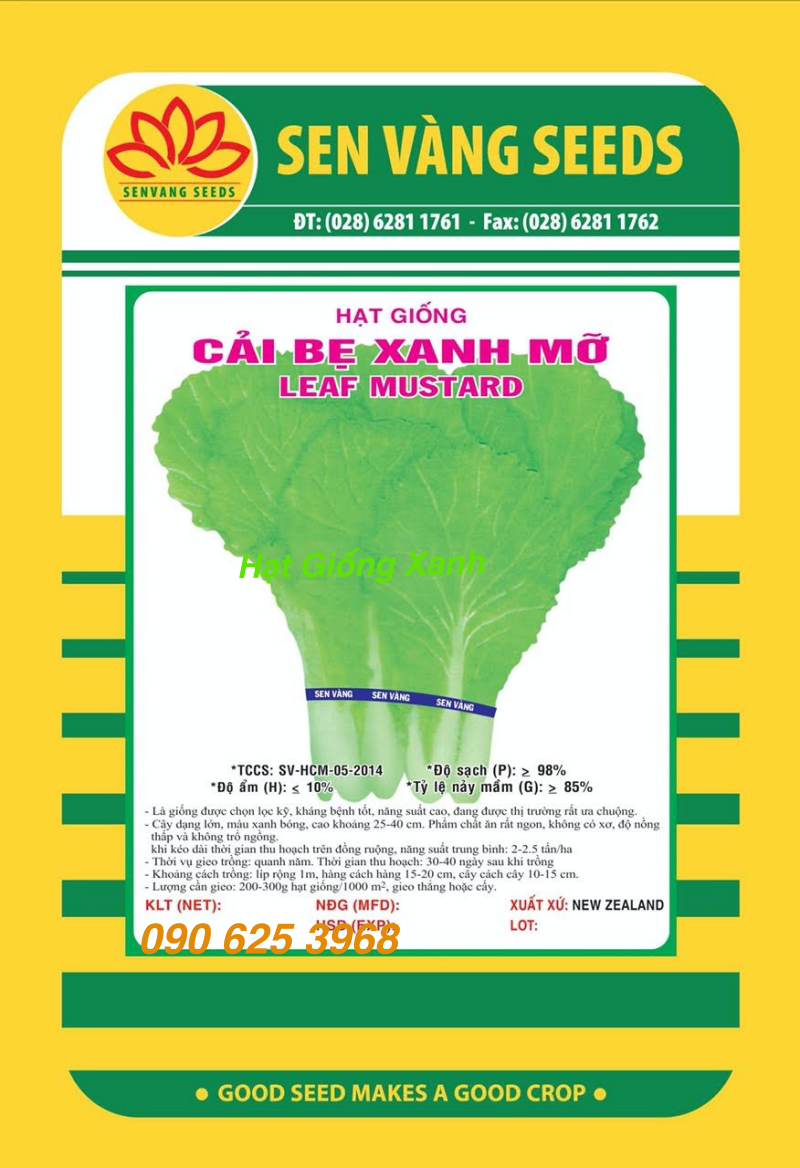 SENVANG SEEDS
SEN VÀNG SEEDS
ĐT: (028) 6281 1761 - Fax: (028) 6281 1762
HẠT GIỐNG
CẢI BẸ XANH MỠ
LEAF MUSTARD
Hạt Giống Xanh
SEN VÀNG SEN VÀNG SEN VÀNG
*TCCS: SV-HCM-05-2014 *Độ sạch (P): ≥ 98%
*Độ ẩm (H): ≤ 10% *Tỷ lệ nảy mầm (G): ≥ 85%
- Là giống được chọn lọc kỹ, kháng bệnh tốt, năng suất cao, đang được thị trường rất ưa chuộng.
- Cây dạng lớn, màu xanh bóng, cao khoảng 25-40 cm. Phẩm chất ăn rất ngon, không có xơ, độ nồng
thấp và không trổ ngồng.
khi kéo dài thời gian thu hoạch trên đồng ruộng, năng suất trung bình: 2-2.5 tấn/ha
- Thời vụ gieo trồng: quanh năm. Thời gian thu hoạch: 30-40 ngày sau khi trồng
- Khoảng cách trồng: líp rộng 1m, hàng cách hàng 15-20 cm, cây cách cây 10-15 cm.
- Lượng cần gieo: 200-300g hạt giống/1000 m², gieo thẳng hoặc cấy.
KLT (NET): NĐG (MFD): XUẤT XỨ: NEW ZEALAND
HSD (EXP): LOT:
090 625 3968
• GOOD SEED MAKES A GOOD CROP •